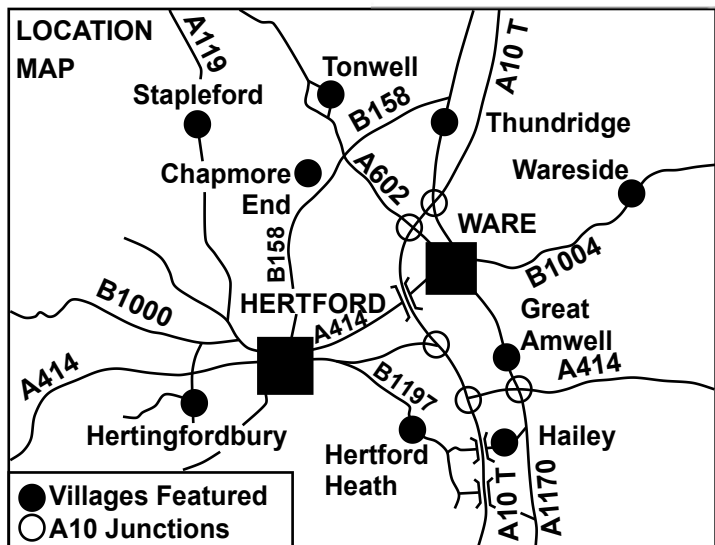 LOCATION
MAP
A119
A10 T
Tonwell
Stapleford
B158
Thundridge
Chapmore
End
A602
Wareside
WARE
B158
B1004
B1000
HERTFORD
A414
Great
Amwell
A414
A414
B1197
Hertingfordbury
Hertford
Heath
Hailey
A10 T
A1170
Villages Featured
A10 Junctions